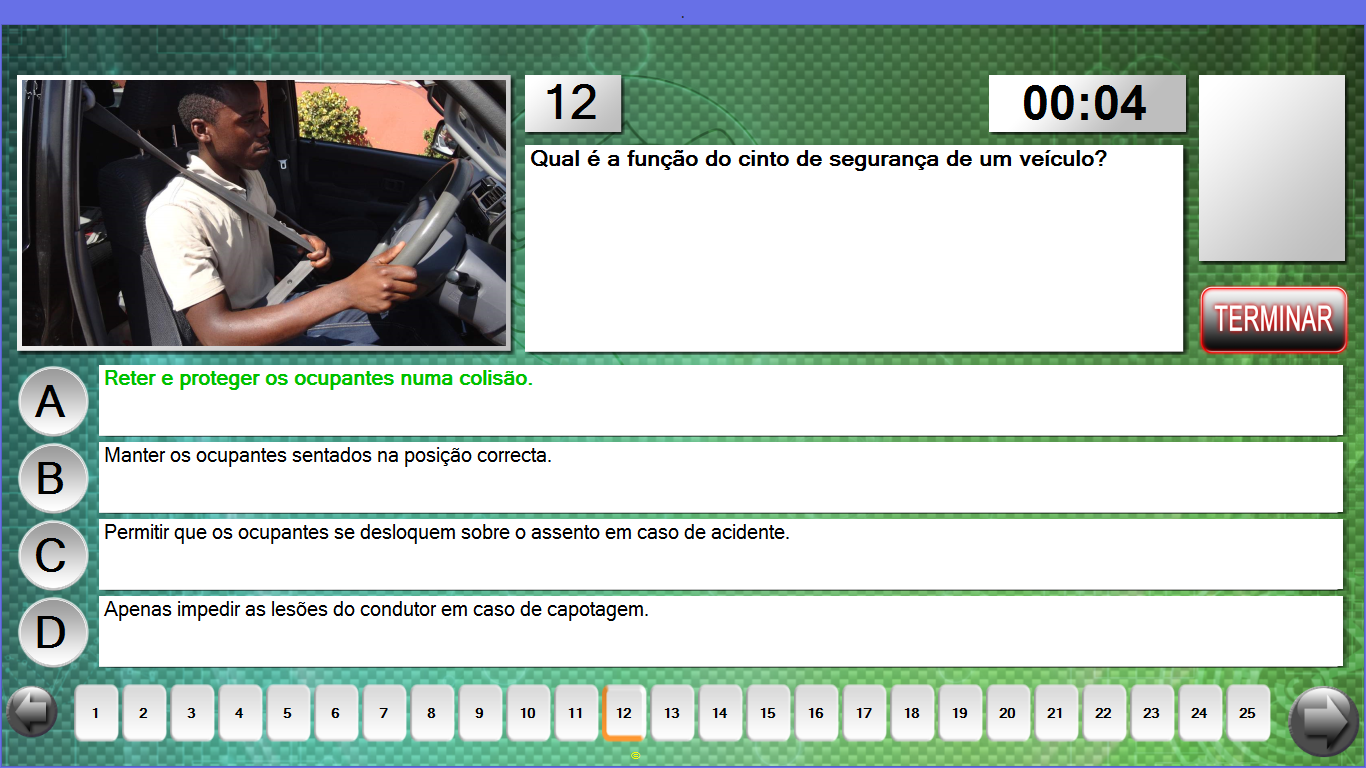 12
00:04
Qual é a função do cinto de segurança de um veículo?
TERMINAR
A
Reter e proteger os ocupantes numa colisão.
B
Manter os ocupantes sentados na posição correcta.
C
Permitir que os ocupantes se desloquem sobre o assento em caso de acidente.
D
Apenas impedir as lesões do condutor em caso de capotagem.
1 2 3 4 5 6 7 8 9 10 11 12 13 14 15 16 17 18 19 20 21 22 23 24 25
©